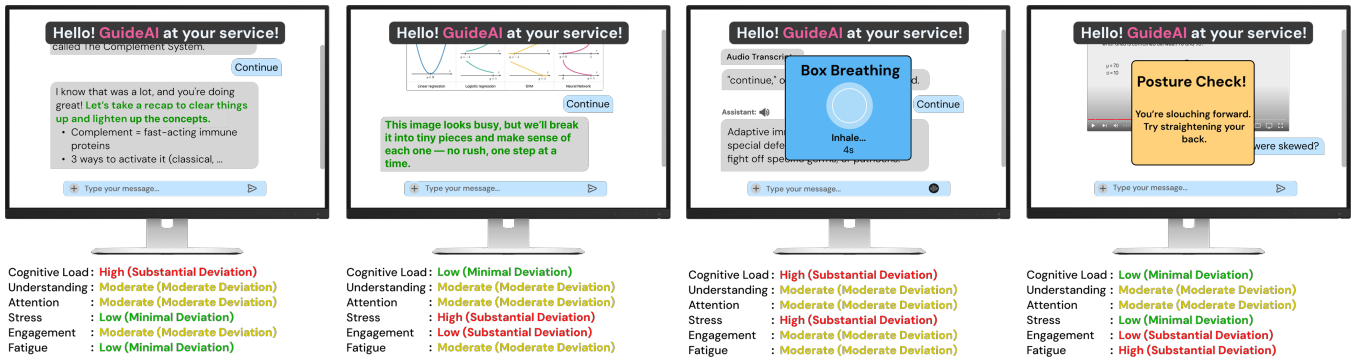 Hello! GuideAI at your service!
called The Complement System.
Continue
I know that was a lot, and you're doing
great! Let's take a recap to clear things
up and lighten up the concepts.
• Complement = fast-acting immune
proteins
• 3 ways to activate it (classical, ...
Type your message...
Cognitive Load : High (Substantial Deviation)
Understanding : Moderate (Moderate Deviation)
Attention : Moderate (Moderate Deviation)
Stress : Low (Minimal Deviation)
Engagement : Moderate (Moderate Deviation)
Fatigue : Low (Minimal Deviation)
Hello! GuideAI at your service!
Linear regression Logistic regression SVM Neural Network
Continue
This image looks busy, but we'll break
it into tiny pieces and make sense of
each one — no rush, one step at a
time.
Type your message...
Cognitive Load : Low (Minimal Deviation)
Understanding : Moderate (Moderate Deviation)
Attention : Moderate (Moderate Deviation)
Stress : High (Substantial Deviation)
Engagement : Low (Substantial Deviation)
Fatigue : Moderate (Moderate Deviation)
Hello! GuideAI at your service!
Audio Transcript
"continue," o
Continue
Assistant:
Adaptive im
special defe
fight off
Box Breathing
Inhale...
4s
Type your message...
Cognitive Load : High (Substantial Deviation)
Understanding : Moderate (Moderate Deviation)
Attention : Moderate (Moderate Deviation)
Stress : High (Substantial Deviation)
Engagement : Moderate (Moderate Deviation)
Fatigue : Moderate (Moderate Deviation)
Hello! GuideAI at your service!
Posture Check!
You're slouching forward.
Try straightening your
back.
were skewed?
Type your message...
Cognitive Load : Low (Minimal Deviation)
Understanding : Moderate (Moderate Deviation)
Attention : Moderate (Moderate Deviation)
Stress : Low (Minimal Deviation)
Engagement : Low (Substantial Deviation)
Fatigue : High (Substantial Deviation)